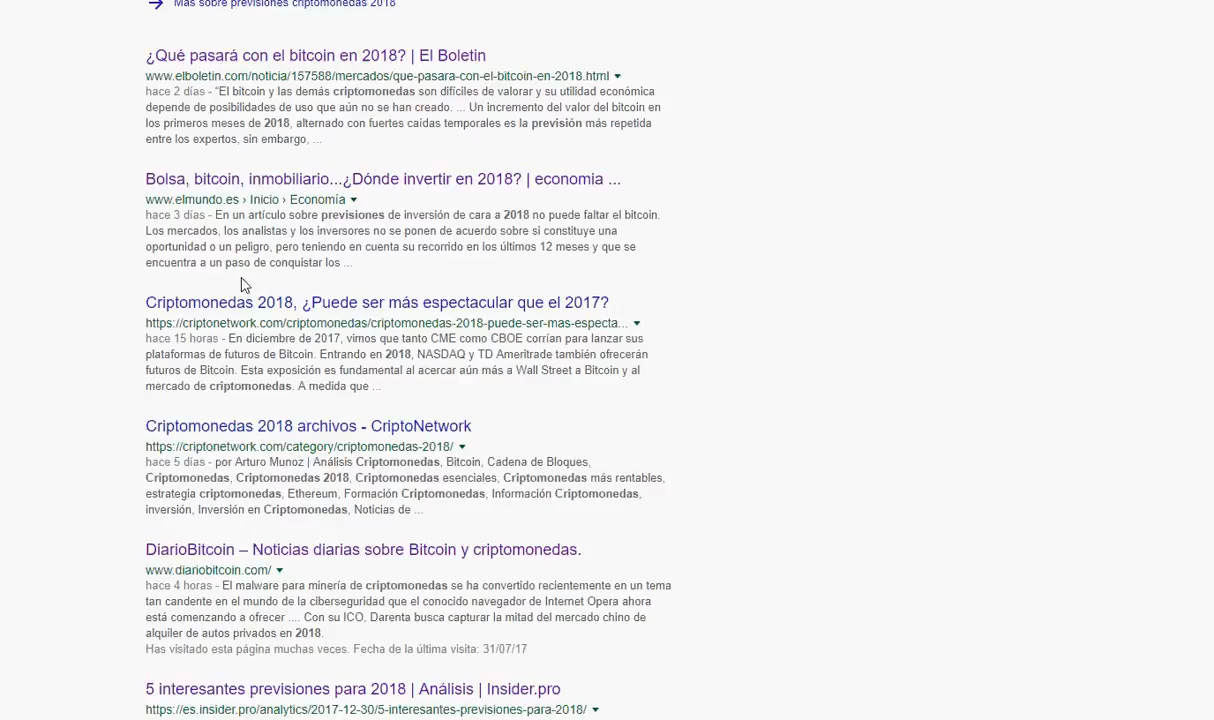 Más sobre previsiones criptomonedas 2018
¿Qué pasará con el bitcoin en 2018? | El Boletin
www.elboletin.com/noticia/157588/mercados/que-pasara-con-el-bitcoin-en-2018.html
hace 2 días - “El bitcoin y las demás criptomonedas son difíciles de valorar y su utilidad económica
depende de posibilidades de uso que aún no se han creado. ... Un incremento del valor del bitcoin en
los primeros meses de 2018, alternado con fuertes caídas temporales es la previsión más repetida
entre los expertos, sin embargo, ...
Bolsa, bitcoin, inmobiliario...¿Dónde invertir en 2018? | economia ...
www.elmundo.es › Inicio › Economía
hace 3 días - En un artículo sobre previsiones de inversión de cara a 2018 no puede faltar el bitcoin.
Los mercados, los analistas y los inversores no se ponen de acuerdo sobre si constituye una
oportunidad o un peligro, pero teniendo en cuenta su recorrido en los últimos 12 meses y que se
encuentra a un paso de conquistar los ...
Criptomonedas 2018, ¿Puede ser más espectacular que el 2017?
https://criptonetwork.com/criptomonedas/criptomonedas-2018-puede-ser-mas-especta...
hace 15 horas - En diciembre de 2017, vimos que tanto CME como CBOE corrían para lanzar sus
plataformas de futuros de Bitcoin. Entrando en 2018, NASDAQ y TD Ameritrade también ofrecerán
futuros de Bitcoin. Esta exposición es fundamental al acercar aún más a Wall Street a Bitcoin y al
mercado de criptomonedas. A medida que ...
Criptomonedas 2018 archivos - CriptoNetwork
https://criptonetwork.com/category/criptomonedas-2018/
hace 5 días - por Arturo Munoz | Análisis Criptomonedas, Bitcoin, Cadena de Bloques,
Criptomonedas, Criptomonedas 2018, Criptomonedas esenciales, Criptomonedas más rentables,
estrategia criptomonedas, Ethereum, Formación Criptomonedas, Información Criptomonedas,
inversión, Inversión en Criptomonedas, Noticias de ...
DiarioBitcoin – Noticias diarias sobre Bitcoin y criptomonedas.
www.diariobitcoin.com/
hace 4 horas - El malware para minería de criptomonedas se ha convertido recientemente en un tema
tan candente en el mundo de la ciberseguridad que el conocido navegador de Internet Opera ahora
está comenzando a ofrecer .... Con su ICO, Darenta busca capturar la mitad del mercado chino de
alquiler de autos privados en 2018.
Has visitado esta página muchas veces. Fecha de la última visita: 31/07/17
5 interesantes previsiones para 2018 | Análisis | Insider.pro
https://es.insider.pro/analytics/2017-12-30/5-interesantes-previsiones-para-2018/